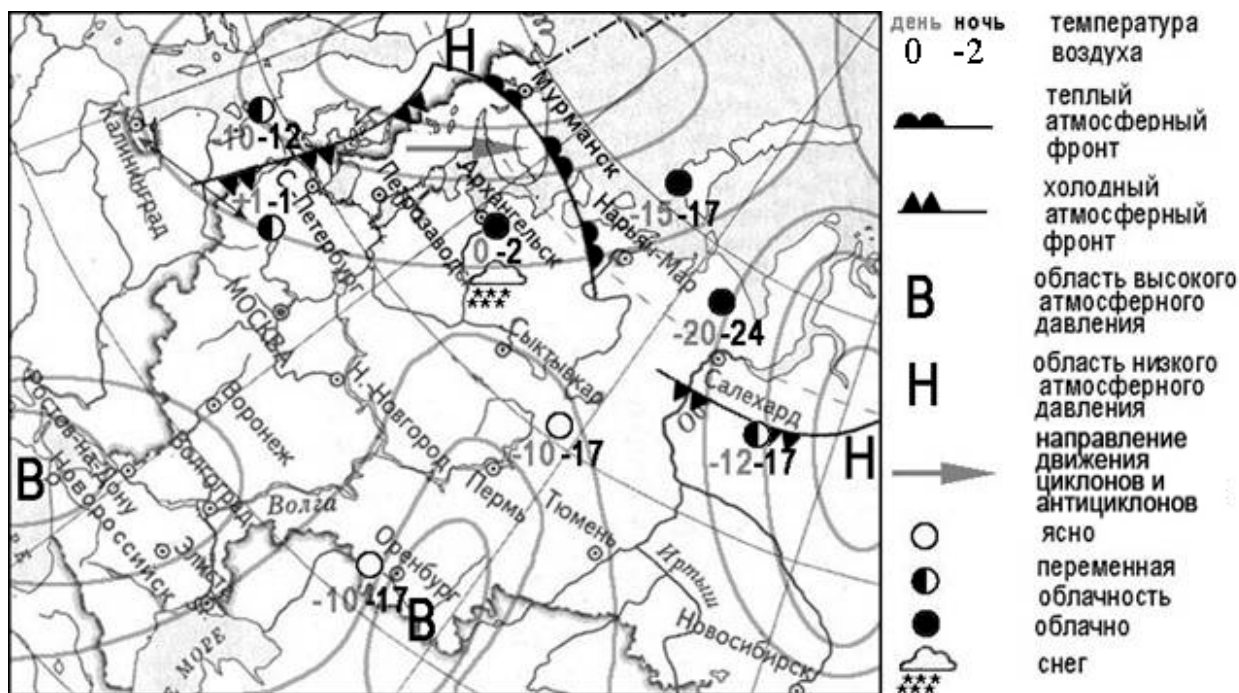 Н
Мурманск
Калининград
-10 -12
Архангельск
-15 -17
+1 -1
С.-Петербург
Петрозаводск
0 -2
Нарьян-Мар
МОСКВА
-20 -24
Сыктывкар
Салехард
Н.-Новгород
Воронеж
Ростов-на-Дону
Волгоград
-10 -17
-12 -17
Н
В
Новороссийск
Волга
Пермь
Тюмень
Элиста
Оренбург
Иртыш
-10 -17
В
МОРЕ
Новосибирск
день ночь температура
0 -2 воздуха
теплый
атмосферный
фронт
холодный
атмосферный
фронт
В
область высокого
атмосферного
давления
Н
область низкого
атмосферного
давления
направление
движения
циклонов и
антициклонов
ясно
переменная
облачность
облачно
снег